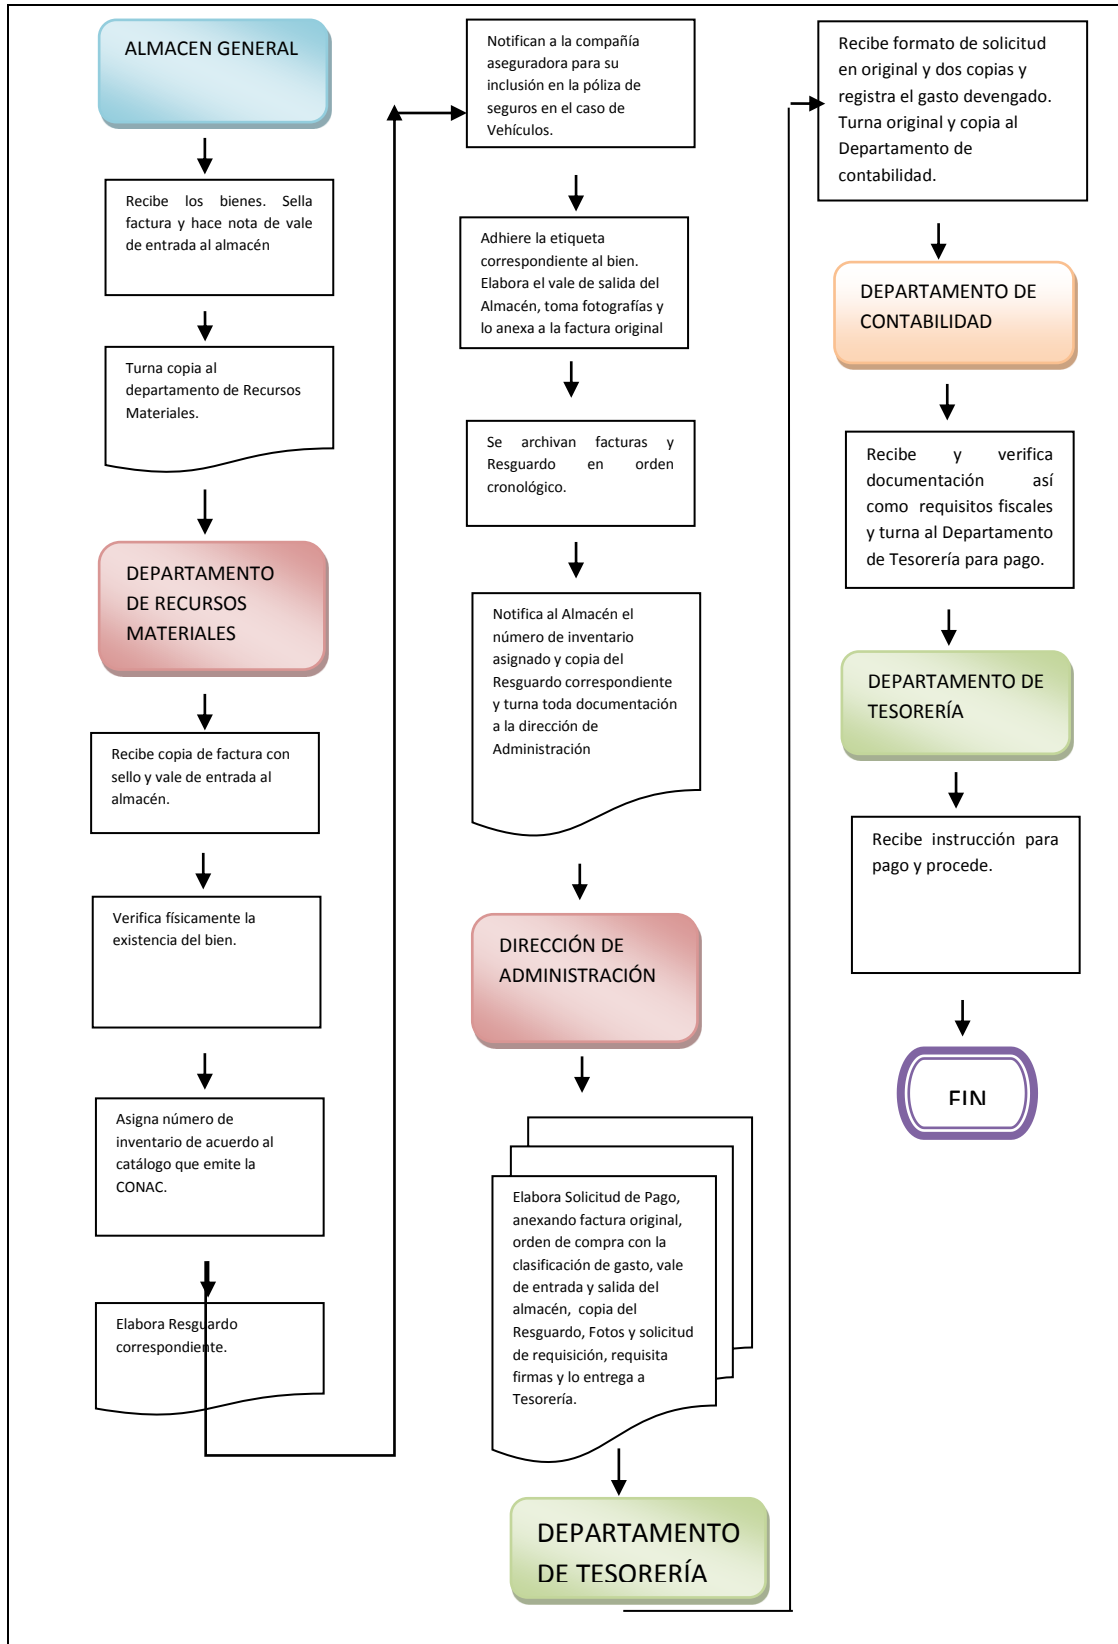 ALMACEN GENERAL
Recibe los bienes. Sella
factura y hace nota de vale
de entrada al almacén
Turna copia al
departamento de Recursos
Materiales.
DEPARTAMENTO
DE RECURSOS
MATERIALES
Recibe copia de factura con
sello y vale de entrada al
almacén.
Verifica físicamente la
existencia del bien.
Asigna número de
inventario de acuerdo al
catálogo que emite la
CONAC.
Elabora Resguardo
correspondiente.
Notifican a la compañía
aseguradora para su
inclusión en la póliza de
seguros en el caso de
Vehículos.
Adhiere la etiqueta
correspondiente al bien.
Elabora el vale de salida del
Almacén, toma fotografías y
lo anexa a la factura original
Se archivan facturas y
Resguardo en orden
cronológico.
Notifica al Almacén el
número de inventario
asignado y copia del
Resguardo correspondiente
y turna toda documentación
a la dirección de
Administración
DIRECCIÓN DE
ADMINISTRACIÓN
Elabora Solicitud de Pago,
anexando factura original,
orden de compra con la
clasificación de gasto, vale
de entrada y salida del
almacén, copia del
Resguardo, Fotos y solicitud
de requisición, requisita
firmas y lo entrega a
Tesorería.
DEPARTAMENTO
DE TESORERÍA
Recibe formato de solicitud
en original y dos copias y
registra el gasto devengado.
Turna original y copia al
Departamento de
contabilidad.
DEPARTAMENTO DE
CONTABILIDAD
Recibe y verifica
documentación así
como requisitos fiscales
y turna al Departamento
de Tesorería para pago.
DEPARTAMENTO DE
TESORERÍA
Recibe instrucción para
pago y procede.
FIN